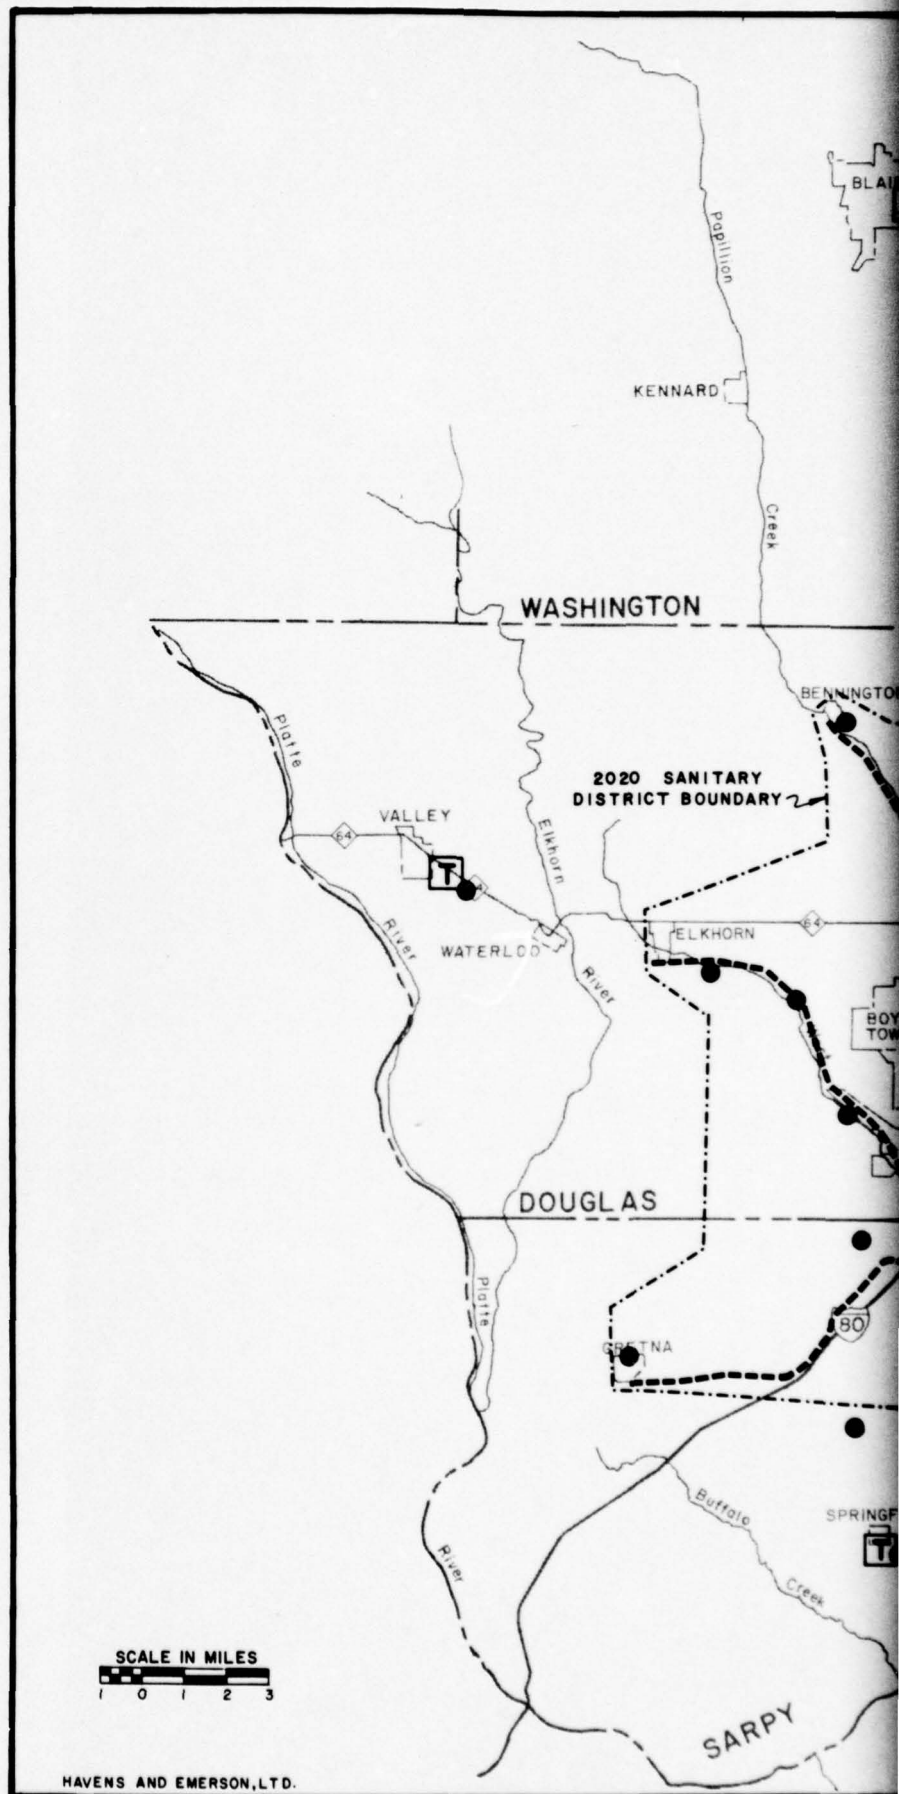 BLAI
Papillion
KENNARD
Creek
WASHINGTON
BENNINGTO
Platte
2020 SANITARY
DISTRICT BOUNDARY
VALLEY
64
Elkhorn
T
64
ELKHORN
WATERLOO
River
River
BOY
TOW
DOUGLAS
Platte
80
GRETNA
Buffalo
SPRINGF
T
River
Creek
SCALE IN MILES
1 0 1 2 3
SARPY
HAVENS AND EMERSON, LTD.